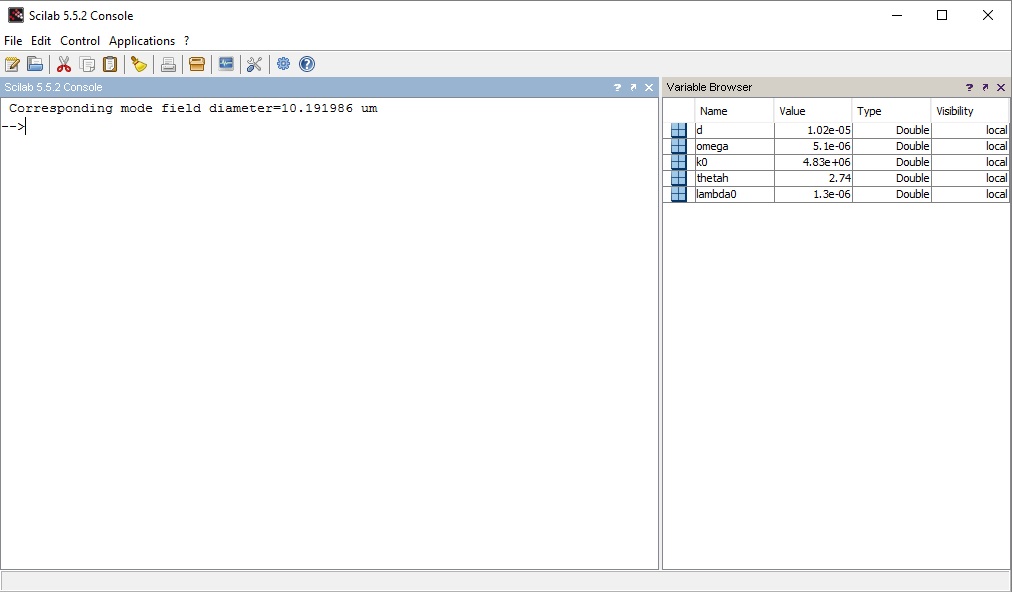 Scilab 5.5.2 Console
File Edit Control Applications ?
Scilab 5.5.2 Console
Corresponding mode field diameter=10.191986 um
-->
Variable Browser
Name Value Type Visibility
d 1.02e-05 Double local
omega 5.1e-06 Double local
k0 4.83e+06 Double local
thetah 2.74 Double local
lambda0 1.3e-06 Double local